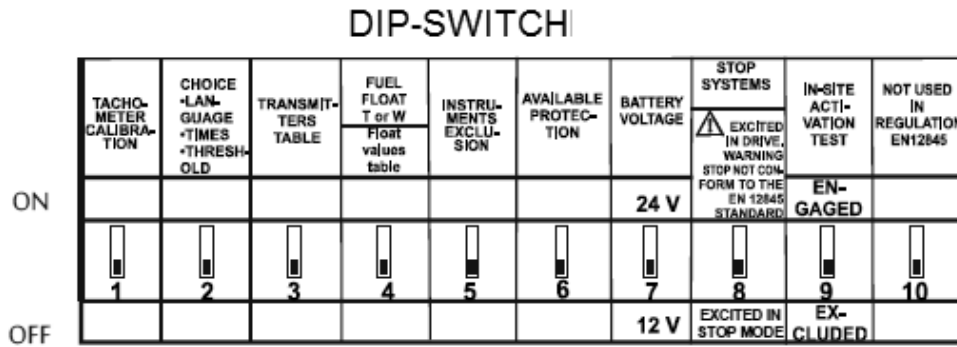 DIP-SWITCH
TACHO-
METER
CALIBRA-
TION
CHOICE
•LAN-
GUAGE
•TIMES
•THRESH-
OLD
TRANSMIT-
TERS
TABLE
FUEL
FLOAT
T or W
Float
values
table
INSTRU-
MENTS
EXCLU-
SION
AVAILABLE
PROTEC-
TION
BATTERY
VOLTAGE
STOP
SYSTEMS
EXCITED
IN DRIVE,
WARNING
STOP NOT CON-
FORM TO THE
EN 12845
STANDARD
IN-SITE
ACTI-
VATION
TEST
NOT USED
IN
REGULATION
EN12845
ON
24 V
EN-
GAGED
1 2 3 4 5 6 7 8 9 10
OFF
12 V
EXCITED IN
STOP MODE
EX-
CLUDED